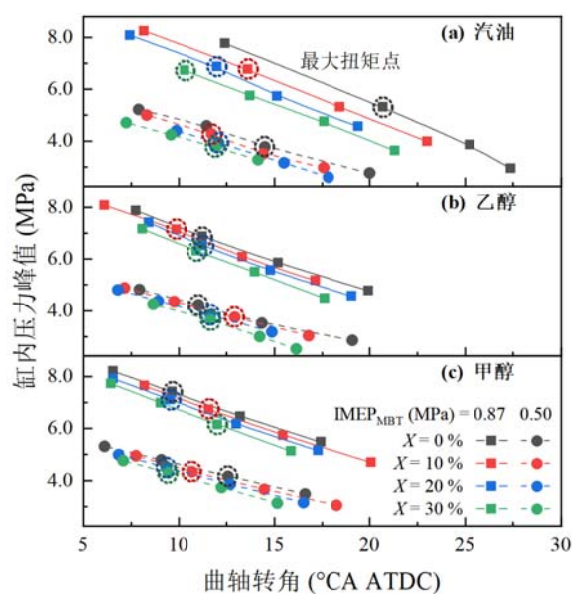 (a) 汽油
最大扭矩点
8.0
6.0
4.0
(b) 乙醇
8.0
6.0
4.0
缸内压力峰值 (MPa)
(c) 甲醇
8.0
6.0
4.0
IMEP_MBT (MPa) = 0.87 0.50
X = 0 %
X = 10 %
X = 20 %
X = 30 %
5 10 15 20 25 30
曲轴转角 (°CA ATDC)